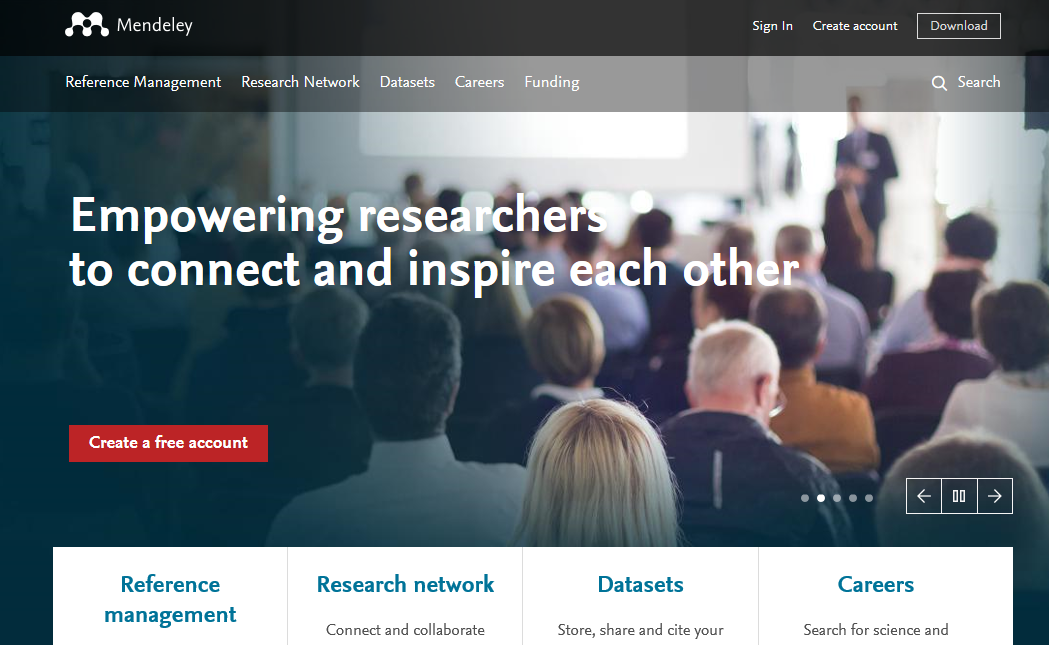 Mendeley
Sign In
Create account
Download
Reference Management
Research Network
Datasets
Careers
Funding
Search
Empowering researchers
to connect and inspire each other
Create a free account
Reference
management
Research network
Connect and collaborate
Datasets
Store, share and cite your
Careers
Search for science and